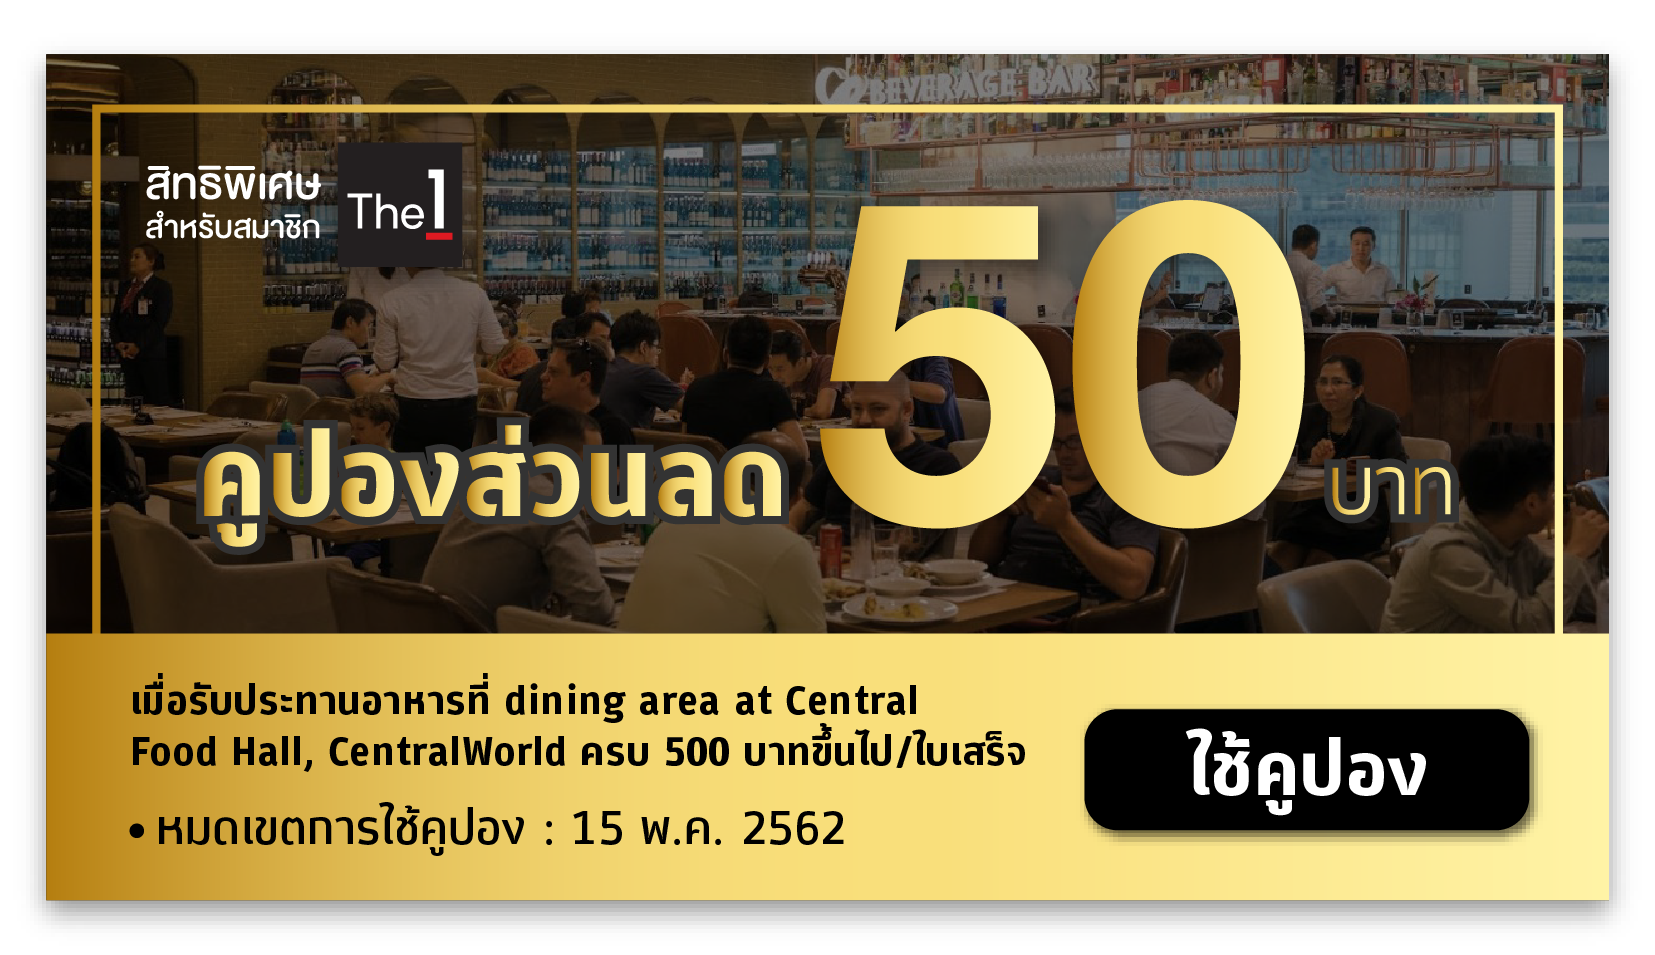 BEVERAGE BAR
สิทธิพิเศษ
สำหรับสมาชิก
The1
คูปองส่วนลด 50 บาท
เมื่อรับประทานอาหารที่ dining area at Central
Food Hall, CentralWorld ครบ 500 บาทขึ้นไป/ใบเสร็จ
• หมดเขตการใช้คูปอง : 15 พ.ค. 2562
ใช้คูปอง